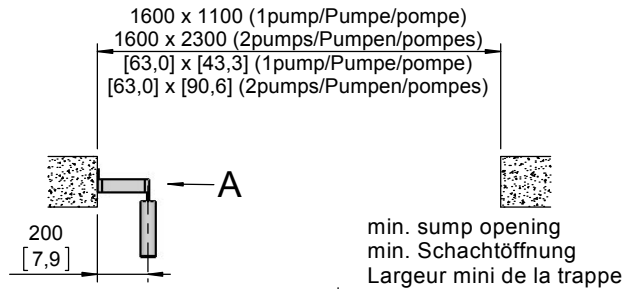 1600 x 1100 (1pump/Pumpe/pompe)
1600 x 2300 (2pumps/Pumpen/pompes)
[63,0] x [43,3] (1pump/Pumpe/pompe)
[63,0] x [90,6] (2pumps/Pumpen/pompes)
A
200
[7,9]
min. sump opening
min. Schachtöffnung
Largeur mini de la trappe